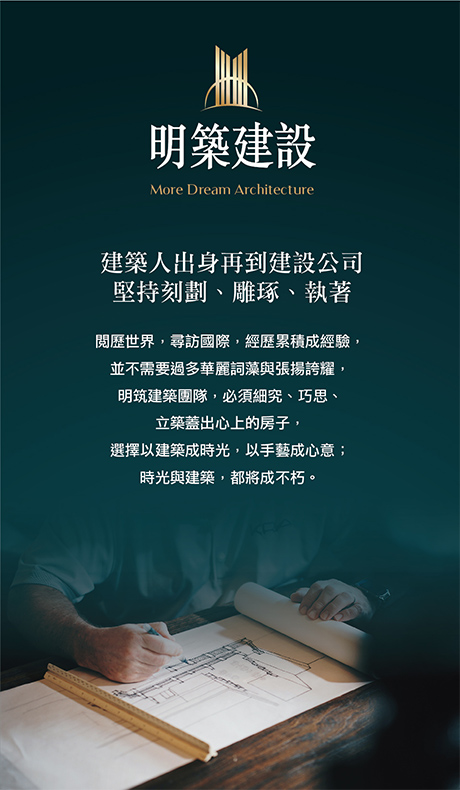 明築建設
More Dream Architecture
建築人出身再到建設公司
堅持刻劃、雕琢、執著
閱歷世界，尋訪國際，經歷累積成經驗，
並不需要過多華麗詞藻與張揚誇耀，
明筑建築團隊，必須細究、巧思、
立築蓋出心上的房子，
選擇以建築成時光，以手藝成心意；
時光與建築，都將成不朽。